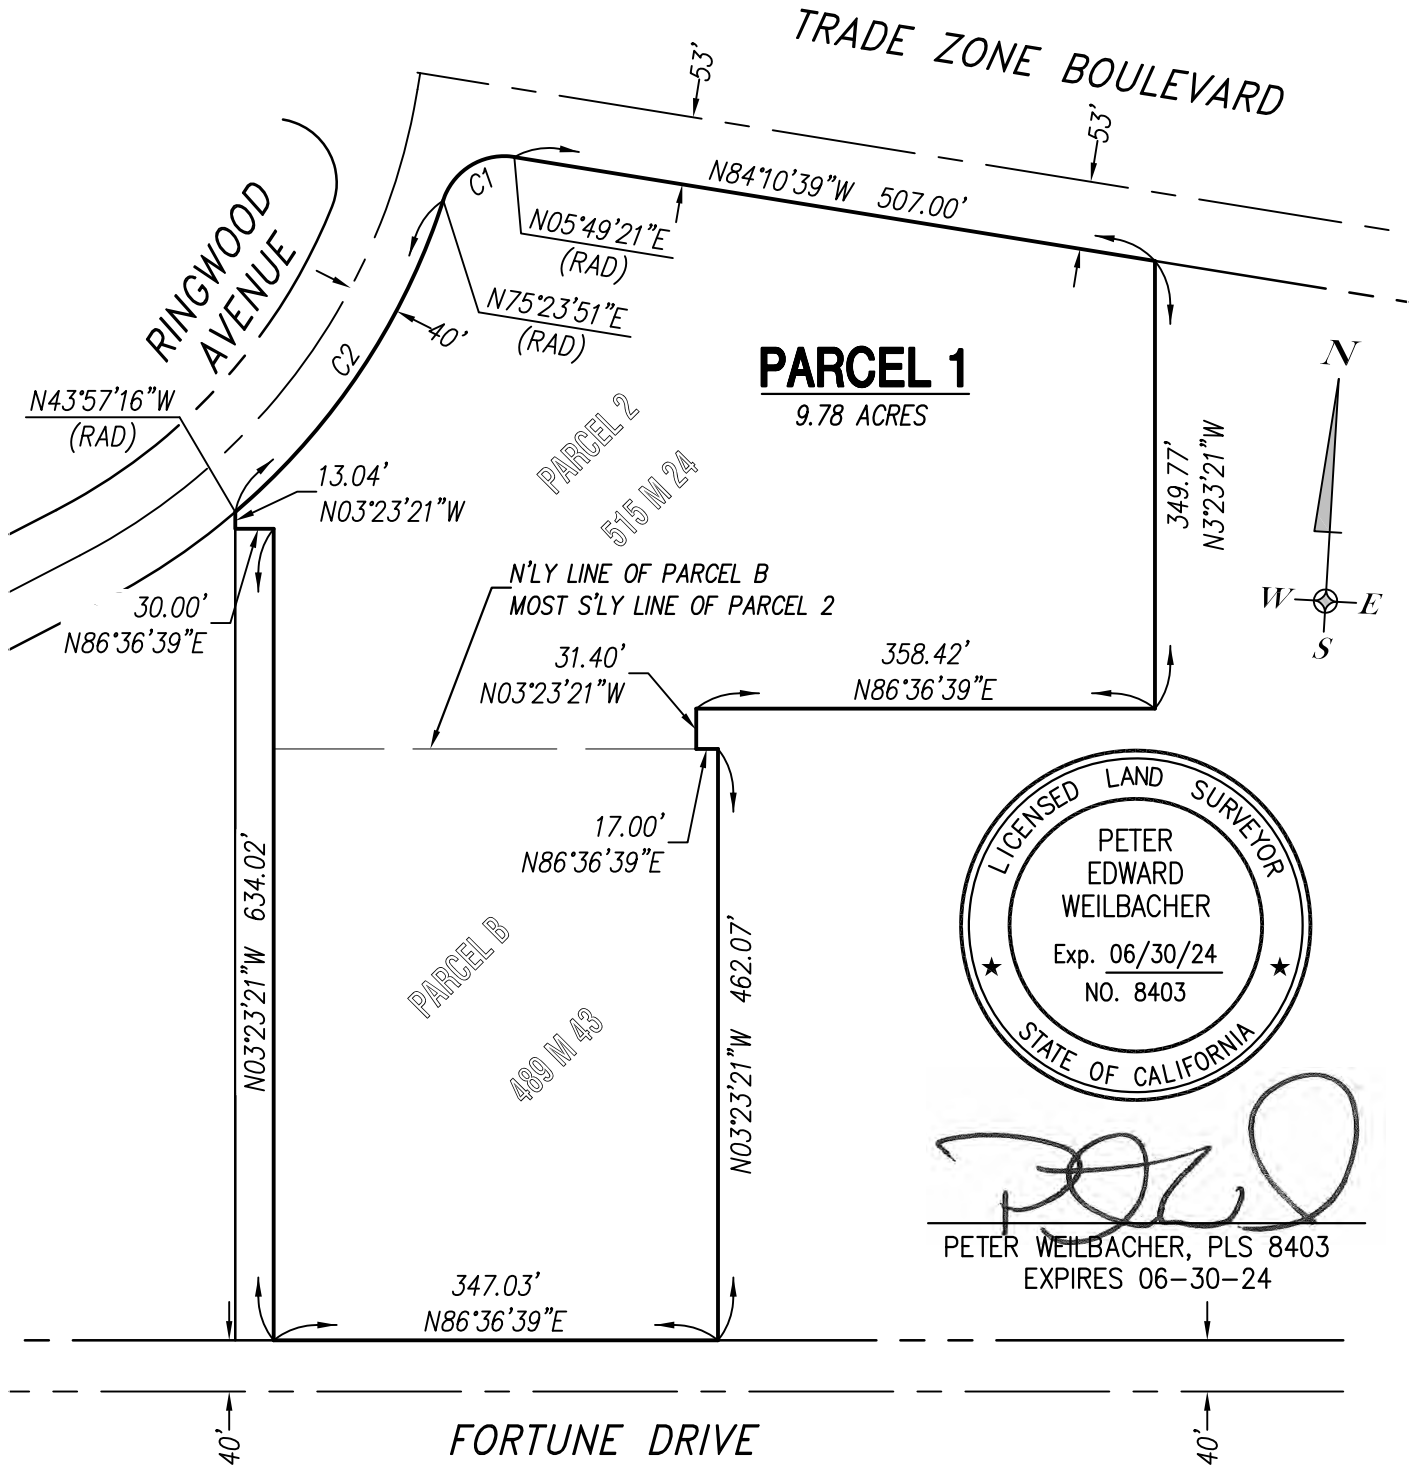 TRADE ZONE BOULEVARD
53'
53'
RINGWOOD
AVENUE
C1
N84°10'39"W 507.00'
N05°49'21"E
(RAD)
N75°23'51"E
(RAD)
40'
C2
N43°57'16"W
(RAD)
PARCEL 1
9.78 ACRES
N
W
E
S
349.77'
N3°23'21"W
PARCEL 2
515 M 24
13.04'
N03°23'21"W
N'LY LINE OF PARCEL B
MOST S'LY LINE OF PARCEL 2
30.00'
N86°36'39"E
31.40'
N03°23'21"W
358.42'
N86°36'39"E
17.00'
N86°36'39"E
N03°23'21"W 634.02'
N03°23'21"W 462.07'
PARCEL B
489 M 43
LICENSED LAND SURVEYOR
PETER
EDWARD
WEILBACHER
Exp. 06/30/24
NO. 8403
STATE OF CALIFORNIA
PETER WEILBACHER, PLS 8403
EXPIRES 06-30-24
347.03'
N86°36'39"E
40'
40'
FORTUNE DRIVE